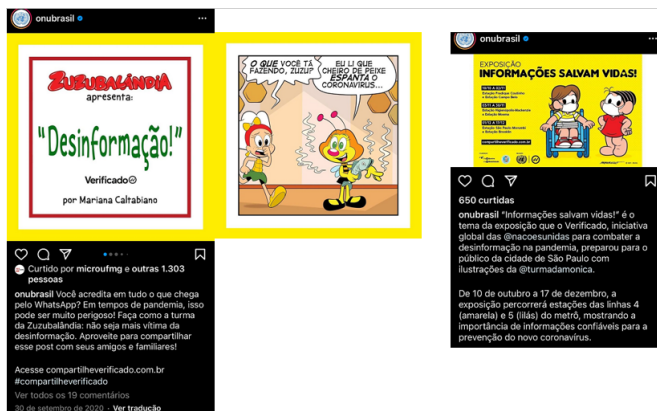 onubrasil
ZUZUBALÂNDIA
apresenta:
"Desinformação!"
Verificado
por Mariana Caltabiano
O QUE VOCÊ TÁ
FAZENDO, ZUZU?
EU LI QUE
CHEIRO DE PEIXE
ESPANTA O
CORONAVÍRUS...
Curtido por microufmg e outras 1.303
pessoas
onubrasil Você acredita em tudo o que chega
pelo WhatsApp? Em tempos de pandemia, isso
pode ser muito perigoso! Faça como a turma
da Zuzubalândia: não seja mais vítima da
desinformação. Aproveite para compartilhar
esse post com seus amigos e familiares!
Acesse compartilheverificado.com.br
#compartilheverificado
Ver todos os 19 comentários
30 de setembro de 2020 · Ver tradução
onubrasil
EXPOSIÇÃO
INFORMAÇÕES SALVAM VIDAS!
compartilheverificado.com.br
650 curtidas
onubrasil "Informações salvam vidas!" é o
tema da exposição que o Verificado, iniciativa
global das @nacoesunidas para combater a
desinformação na pandemia, preparou para o
público da cidade de São Paulo com
ilustrações da @turmadamonica.
De 10 de outubro a 17 de dezembro, a
exposição percorrerá estações das linhas 4
(amarela) e 5 (lilás) do metrô, mostrando a
importância de informações confiáveis para a
prevenção do novo coronavírus.